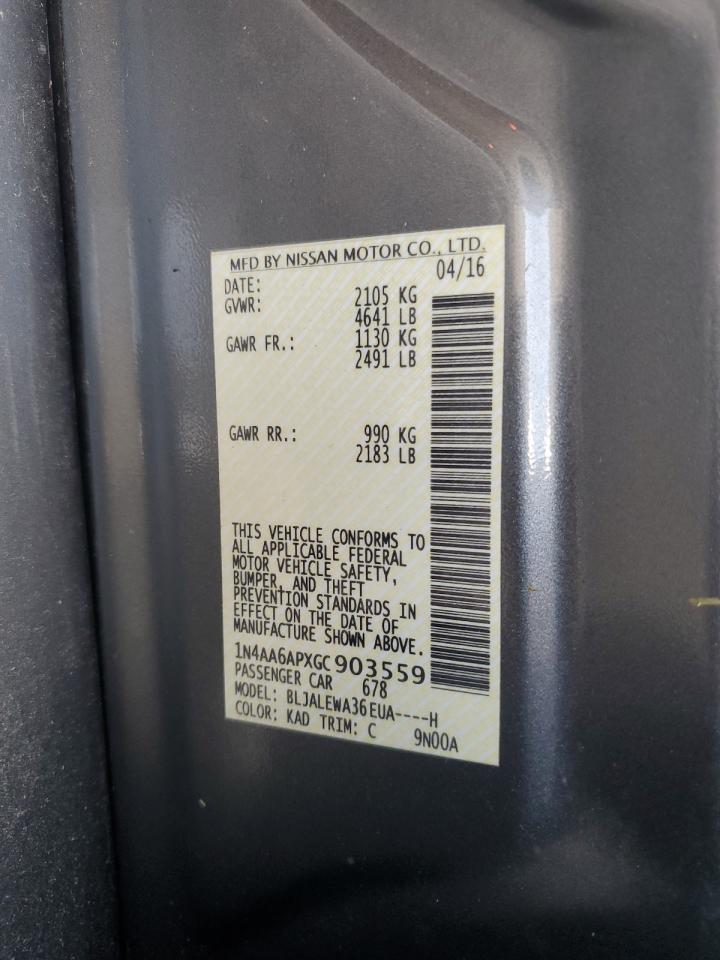 MFD BY NISSAN MOTOR CO., LTD.
DATE: 04/16
GVWR: 2105 KG
4641 LB
GAWR FR.: 1130 KG
2491 LB
GAWR RR.: 990 KG
2183 LB
THIS VEHICLE CONFORMS TO
ALL APPLICABLE FEDERAL
MOTOR VEHICLE SAFETY,
BUMPER, AND THEFT
PREVENTION STANDARDS IN
EFFECT ON THE DATE OF
MANUFACTURE SHOWN ABOVE.
1N4AA6APXGC903559
PASSENGER CAR 678
MODEL: BLJALEWA36EUA----H
COLOR: KAD TRIM: C 9N00A